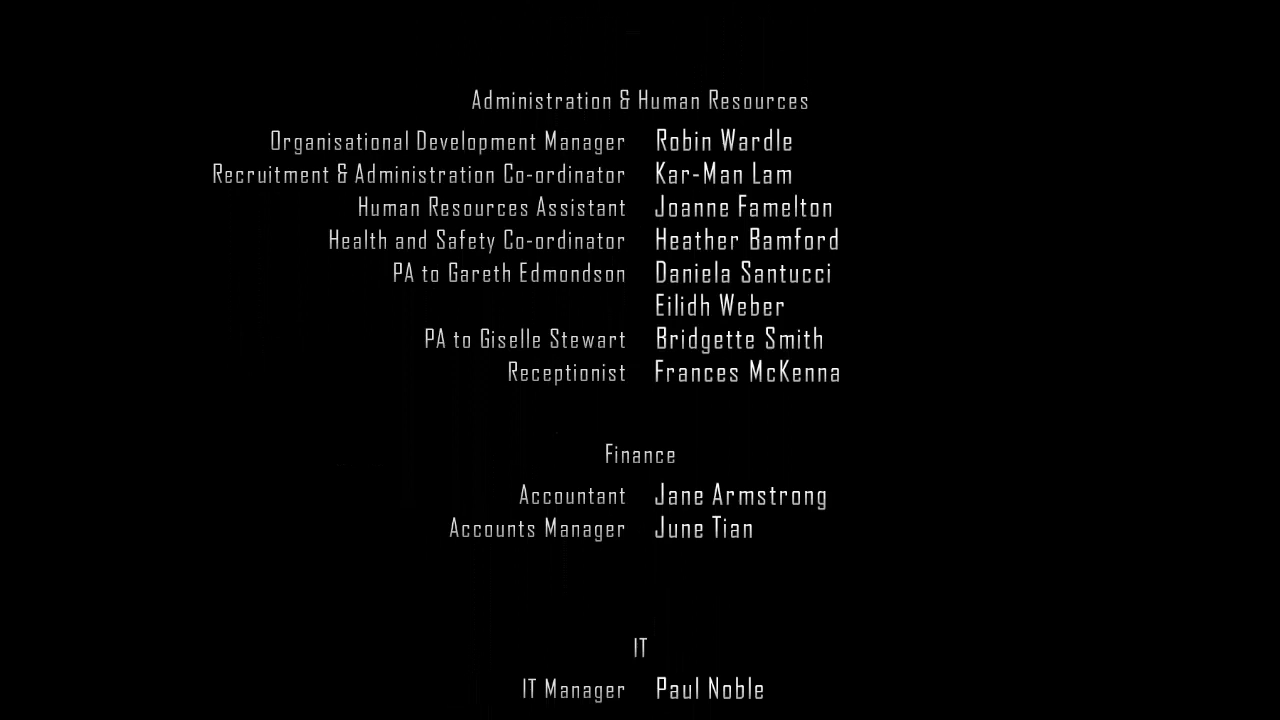 Administration & Human Resources
Organisational Development Manager Robin Wardle
Recruitment & Administration Co-ordinator Kar-Man Lam
Human Resources Assistant Joanne Famelton
Health and Safety Co-ordinator Heather Bamford
PA to Gareth Edmondson Daniela Santucci
Eilidh Weber
PA to Giselle Stewart Bridgette Smith
Receptionist Frances McKenna
Finance
Accountant Jane Armstrong
Accounts Manager June Tian
IT
IT Manager Paul Noble